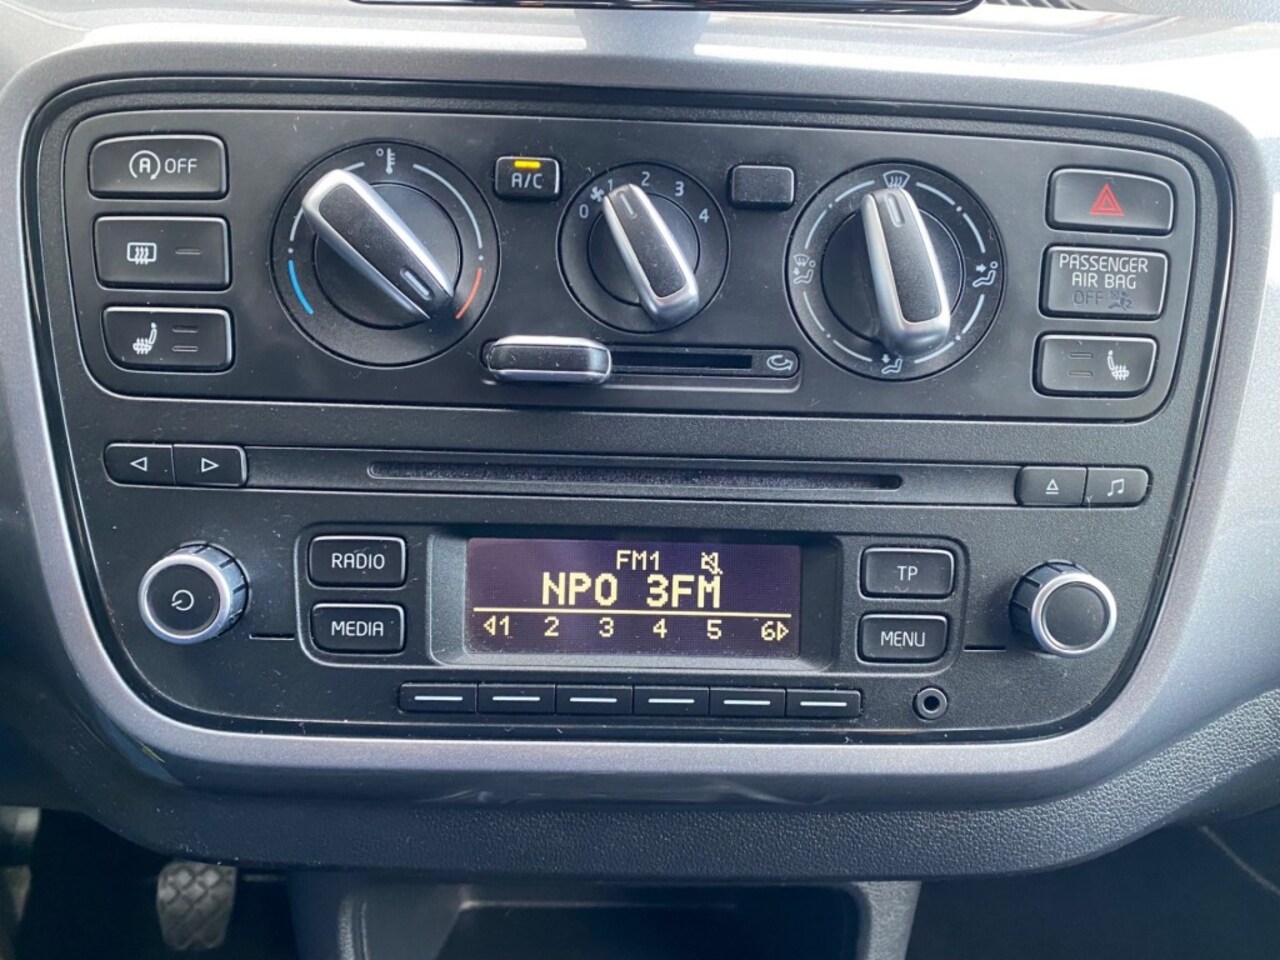 (A) OFF
A/C
0 1 2 3 4
PASSENGER
AIR BAG
OFF
RADIO
MEDIA
FM1
NPO 3FM
1 2 3 4 5 6
TP
MENU